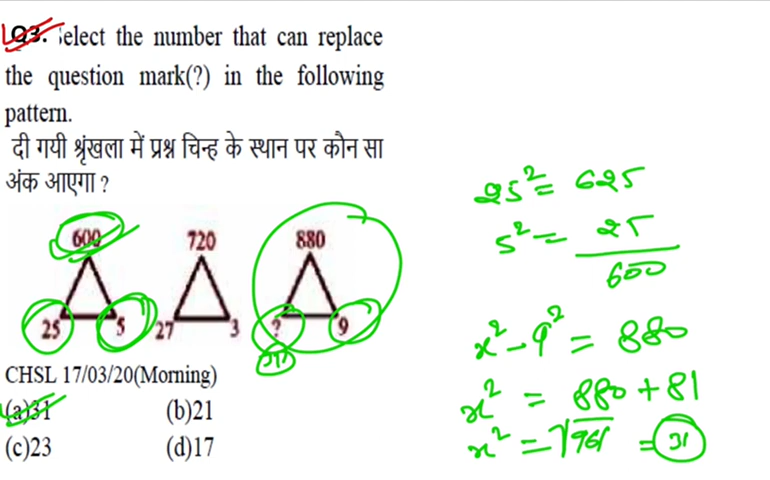 Q3. Select the number that can replace
the question mark(?) in the following
pattern.
दी गयी श्रृंखला में प्रश्न चिन्ह के स्थान पर कौन सा
अंक आएगा ?
600 720 880
25 5 27 3 ? 9
31
CHSL 17/03/20(Morning)
(a)31 (b)21
(c)23 (d)17
25² = 625
5² = 25
600
x² - 9² = 880
x² = 880 + 81
x² = √961 = 31